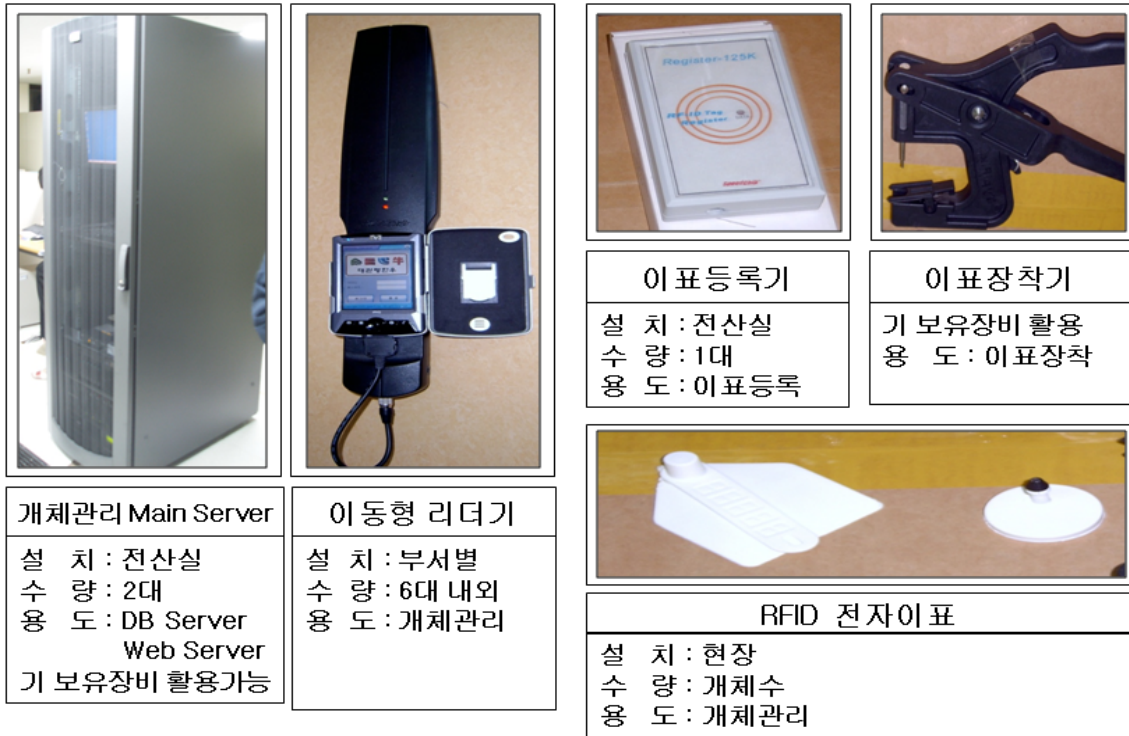 Register-125K
RF-ID Tag
Register
개체관리 Main Server
설 치 : 전산실
수 량 : 2대
용 도 : DB Server
Web Server
기 보유장비 활용가능
이동형 리더기
설 치 : 부서별
수 량 : 6대 내외
용 도 : 개체관리
이표등록기
설 치 : 전산실
수 량 : 1대
용 도 : 이표등록
이표장착기
기 보유장비 활용
용 도 : 이표장착
RFID 전자이표
설 치 : 현장
수 량 : 개체수
용 도 : 개체관리